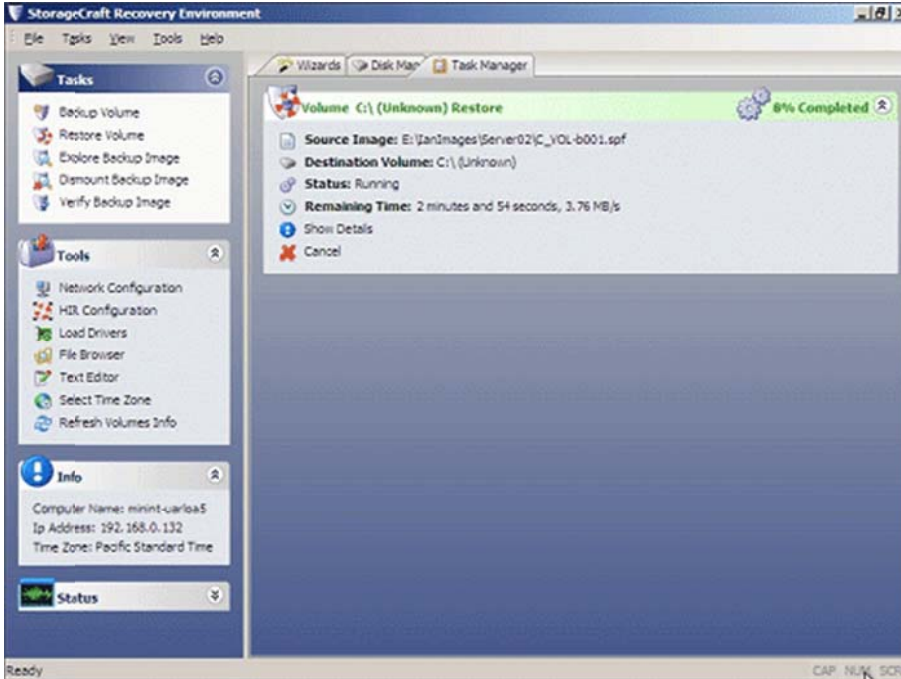 StorageCraft Recovery Environment
File Tasks View Tools Help
Tasks
Backup Volume
Restore Volume
Explore Backup Image
Dismount Backup Image
Verify Backup Image
Tools
Network Configuration
HIR Configuration
Load Drivers
File Browser
Text Editor
Select Time Zone
Refresh Volumes Info
Info
Computer Name: minint-uarloa5
Ip Address: 192.168.0.132
Time Zone: Pacific Standard Time
Status
Wizards Disk Map Task Manager
Volume C:\ (Unknown) Restore 8% Completed
Source Image: E:\IanImages\Server02\C_VOL-b001.spf
Destination Volume: C:\ (Unknown)
Status: Running
Remaining Time: 2 minutes and 54 seconds, 3.76 MB/s
Show Details
Cancel
Ready CAP NUM SCR